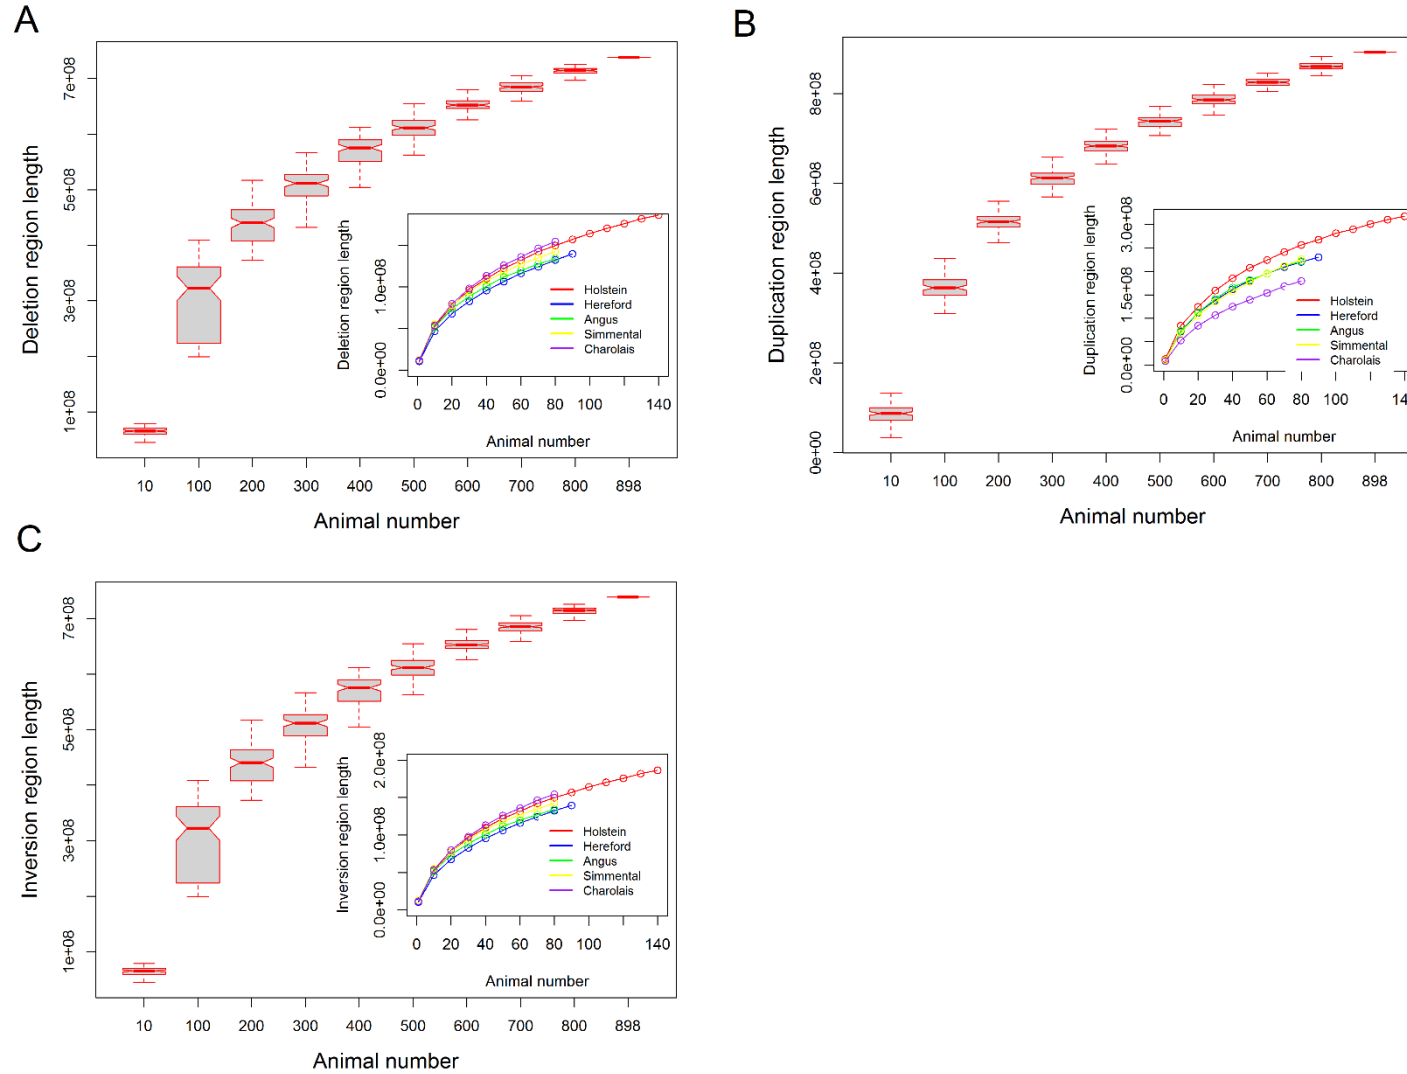 A
Deletion region length
7e+08
5e+08
3e+08
1e+08
10 100 200 300 400 500 600 700 800 898
Animal number
Deletion region length
1.0e+08
0.0e+00
0 20 40 60 80 100 140
Animal number
Holstein
Hereford
Angus
Simmental
Charolais
B
Duplication region length
8e+08
6e+08
4e+08
2e+08
0e+00
10 100 200 300 400 500 600 700 800 898
Animal number
Duplication region length
3.0e+08
1.5e+08
0.0e+00
0 20 40 60 80 100
Animal number
Holstein
Hereford
Angus
Simmental
Charolais
C
Inversion region length
7e+08
5e+08
3e+08
1e+08
10 100 200 300 400 500 600 700 800 898
Animal number
Inversion region length
2.0e+08
1.0e+08
0.0e+00
0 20 40 60 80 100 140
Animal number
Holstein
Hereford
Angus
Simmental
Charolais